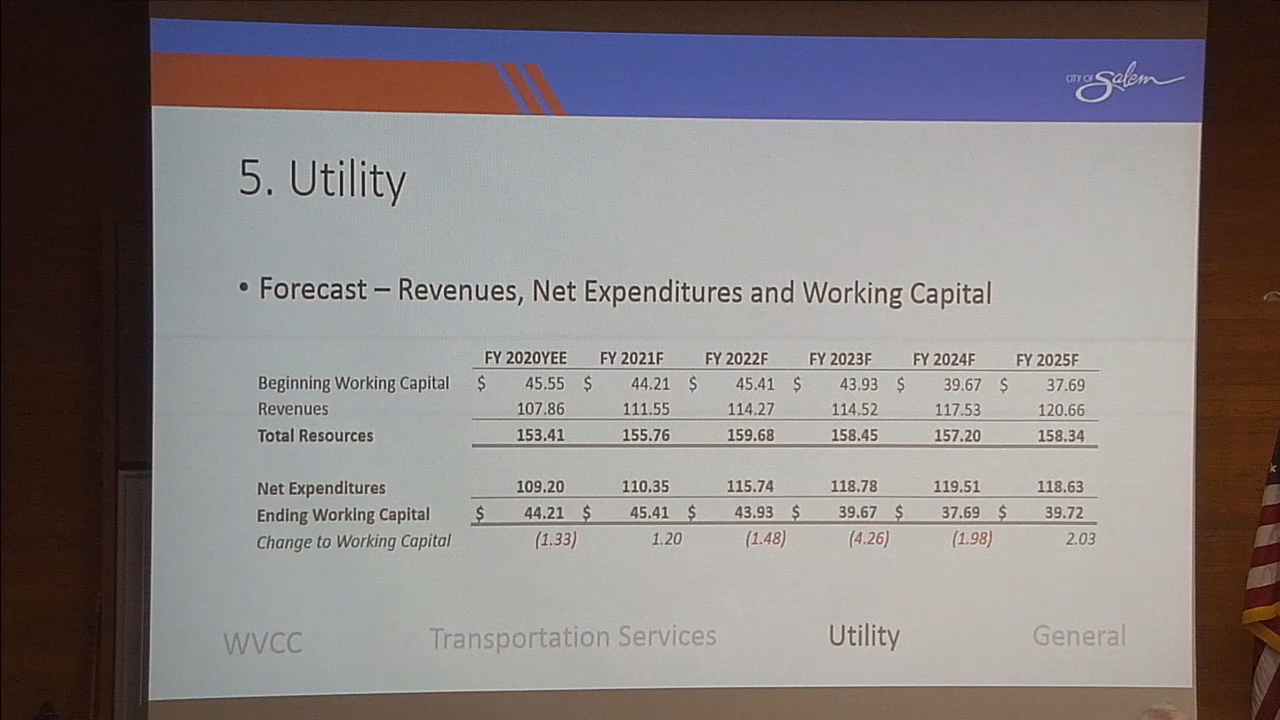 CITY OF Salem
5. Utility
• Forecast – Revenues, Net Expenditures and Working Capital
FY 2020YEE FY 2021F FY 2022F FY 2023F FY 2024F FY 2025F
Beginning Working Capital $ 45.55 $ 44.21 $ 45.41 $ 43.93 $ 39.67 $ 37.69
Revenues 107.86 111.55 114.27 114.52 117.53 120.66
Total Resources 153.41 155.76 159.68 158.45 157.20 158.34
Net Expenditures 109.20 110.35 115.74 118.78 119.51 118.63
Ending Working Capital $ 44.21 $ 45.41 $ 43.93 $ 39.67 $ 37.69 $ 39.72
Change to Working Capital (1.33) 1.20 (1.48) (4.26) (1.98) 2.03
WVCC Transportation Services Utility General